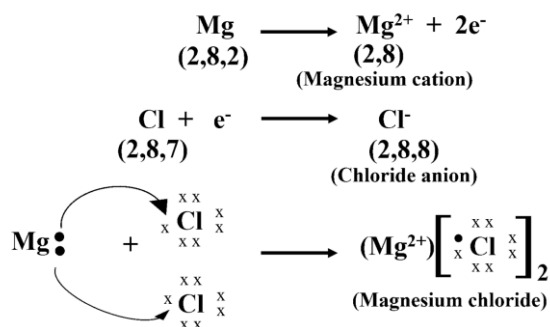 Mg ⟶ Mg²⁺ + 2e⁻
(2,8,2) (2,8)
(Magnesium cation)
Cl + e⁻ ⟶ Cl⁻
(2,8,7) (2,8,8)
(Chloride anion)
x x
x Cl x x
x x
Mg : + ⟶ (Mg²⁺) [ • x x x Cl x x x x ] 2
x x
x Cl x x
x x
(Magnesium chloride)